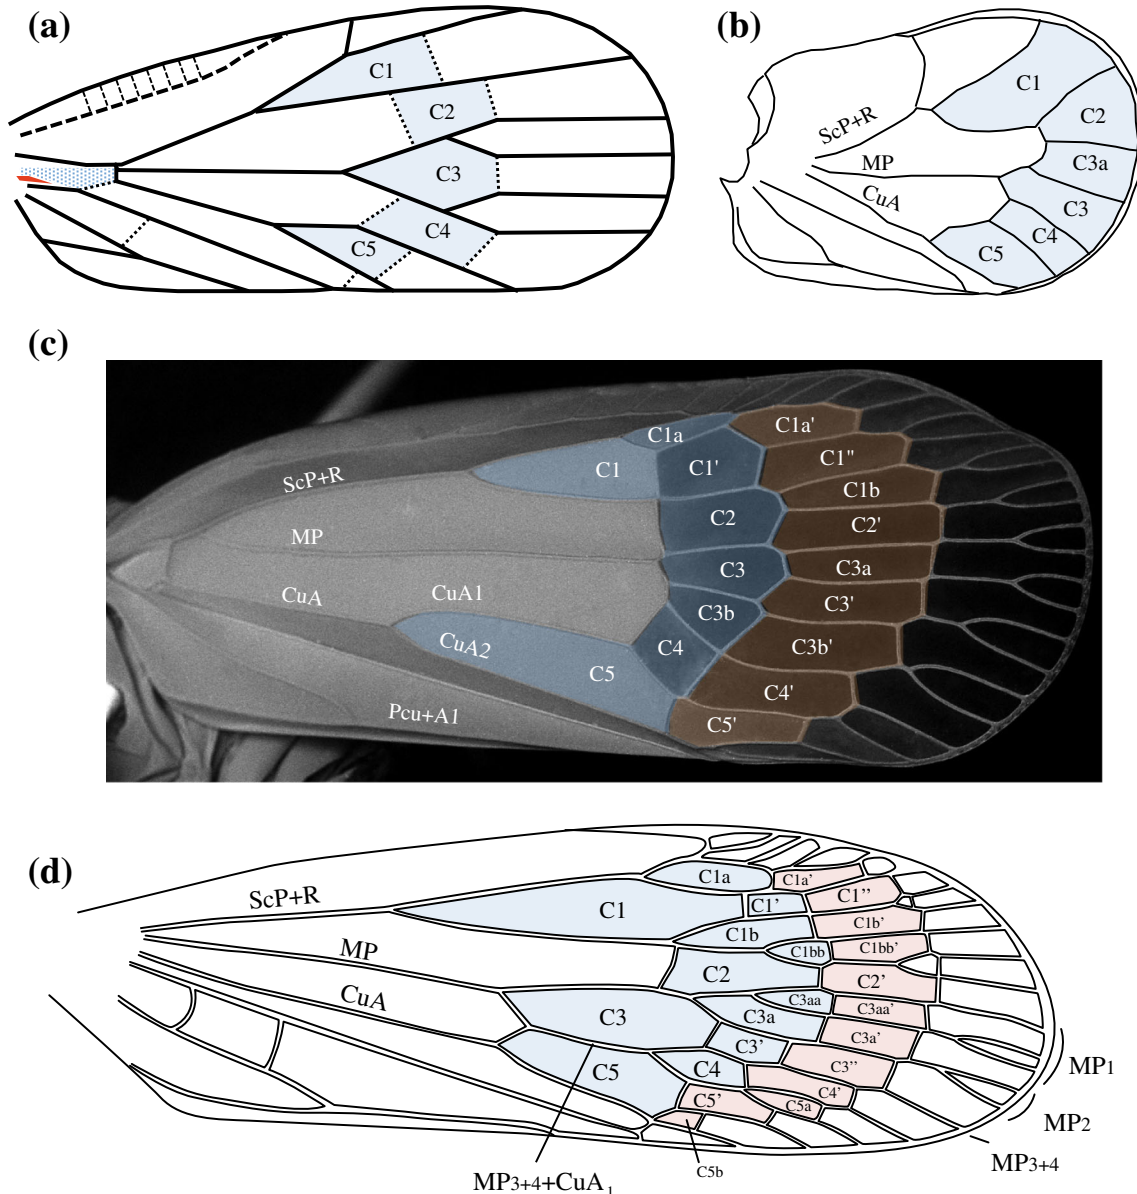 (a)
C1
C2
C3
C4
C5
(b)
C1
C2
ScP+R
MP
C3a
CuA
C3
C4
C5
(c)
C1a
C1a'
C1
C1'
C1"
ScP+R
C1b
C2
C2'
MP
C3
C3a
CuA
CuA1
C3b
C3'
CuA2
C4
C3b'
C5
C4'
Pcu+A1
C5'
(d)
C1a
C1a’
ScP+R
C1
C1’
C1’’
C1b
C1b’
MP
C1bb
C1bb’
C2
C2’
CuA
C3aa
C3aa’
C3
C3a
C3a’
C3’
C3’’
C5
C4
C4’
MP1
C5’
C5a
MP2
C5b
MP3+4
MP3+4+CuA1